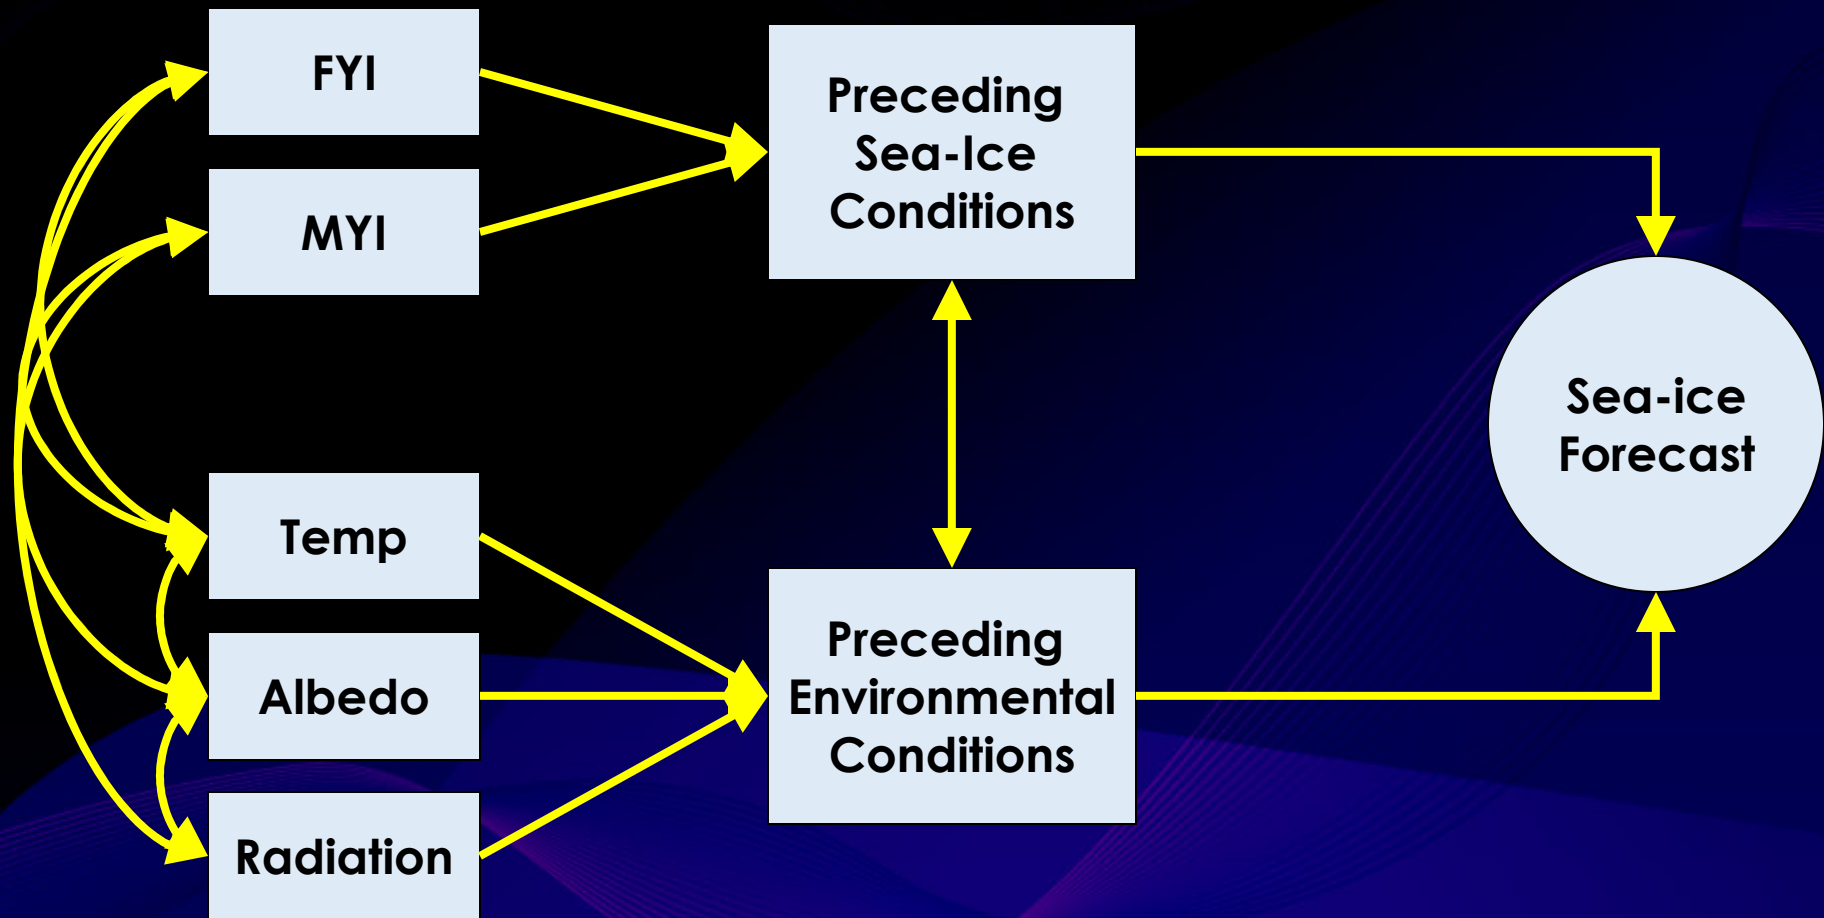 FYI
MYI
Temp
Albedo
Radiation
Preceding
Sea-Ice
Conditions
Preceding
Environmental
Conditions
Sea-ice
Forecast